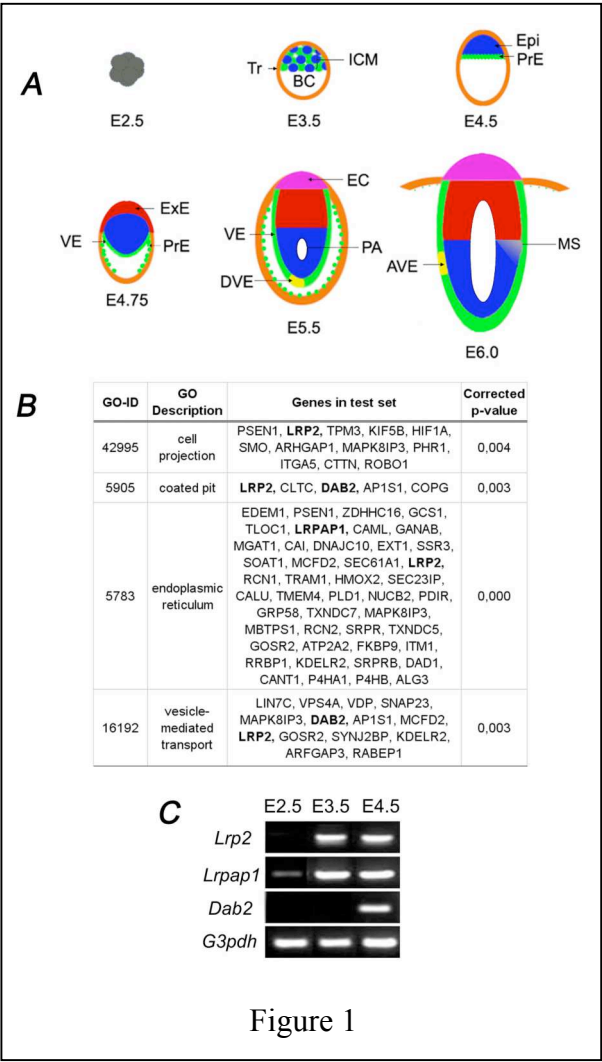 A
E2.5
Tr
ICM
BC
E3.5
Epi
PrE
E4.5
ExE
VE
PrE
E4.75
EC
VE
PA
DVE
E5.5
MS
AVE
E6.0
B
GO-ID GO Description Genes in test set Corrected p-value
42995 cell projection PSEN1, LRP2, TPM3, KIF5B, HIF1A,
SMO, ARHGAP1, MAPK8IP3, PHR1,
ITGA5, CTTN, ROBO1 0,004
5905 coated pit LRP2, CLTC, DAB2, AP1S1, COPG 0,003
5783 endoplasmic reticulum EDEM1, PSEN1, ZDHHC16, GCS1,
TLOC1, LRPAP1, CAML, GANAB,
MGAT1, CAI, DNAJC10, EXT1, SSR3,
SOAT1, MCFD2, SEC61A1, LRP2,
RCN1, TRAM1, HMOX2, SEC23IP,
CALU, TMEM4, PLD1, NUCB2, PDIR,
GRP58, TXNDC7, MAPK8IP3,
MBTPS1, RCN2, SRPR, TXNDC5,
GOSR2, ATP2A2, FKBP9, ITM1,
RRBP1, KDELR2, SRPRB, DAD1,
CANT1, P4HA1, P4HB, ALG3 0,000
16192 vesicle-mediated transport LIN7C, VPS4A, VDP, SNAP23,
MAPK8IP3, DAB2, AP1S1, MCFD2,
LRP2, GOSR2, SYNJ2BP, KDELR2,
ARFGAP3, RABEP1 0,003
C
E2.5 E3.5 E4.5
Lrp2
Lrpap1
Dab2
G3pdh
Figure 1